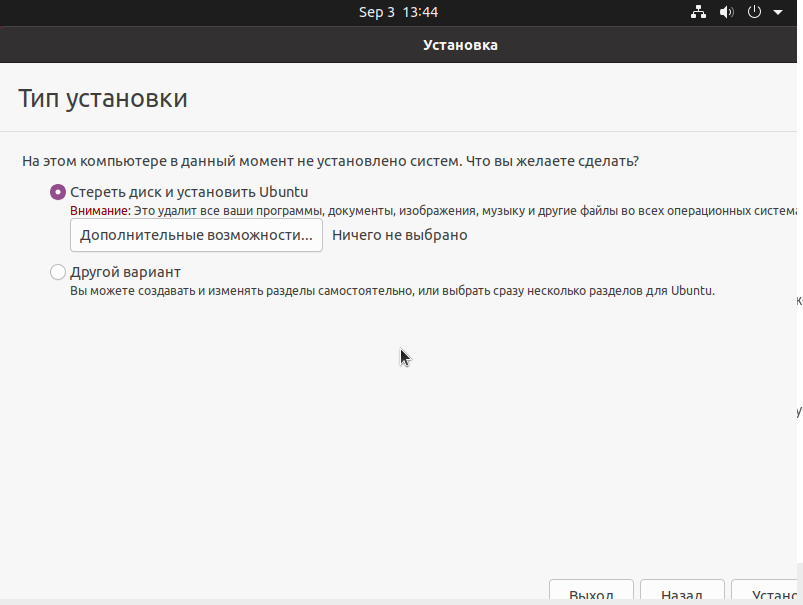 Sep 3 13:44
Установка
Тип установки
На этом компьютере в данный момент не установлено систем. Что вы желаете сделать?
Стереть диск и установить Ubuntu
Внимание: Это удалит все ваши программы, документы, изображения, музыку и другие файлы во всех операционных система
Дополнительные возможности... Ничего не выбрано
Другой вариант
Вы можете создавать и изменять разделы самостоятельно, или выбрать сразу несколько разделов для Ubuntu.
Выход Назад Устано